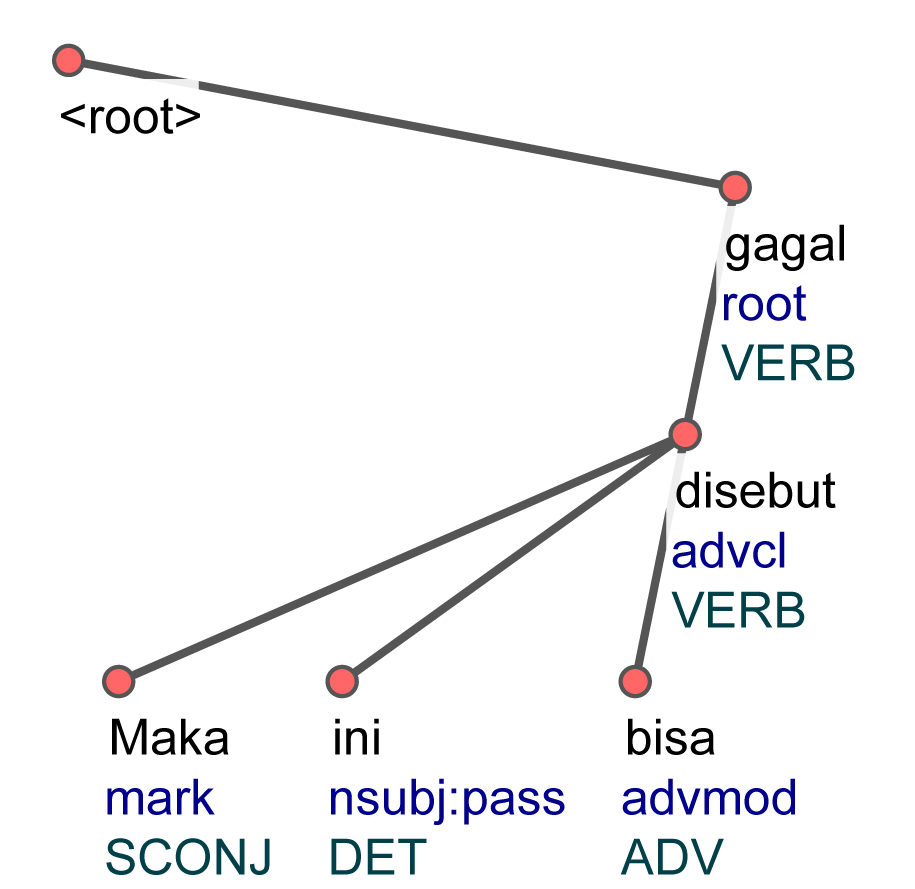 <root>
gagal
root
VERB
disebut
advcl
VERB
Maka ini bisa
mark nsubj:pass advmod
SCONJ DET ADV